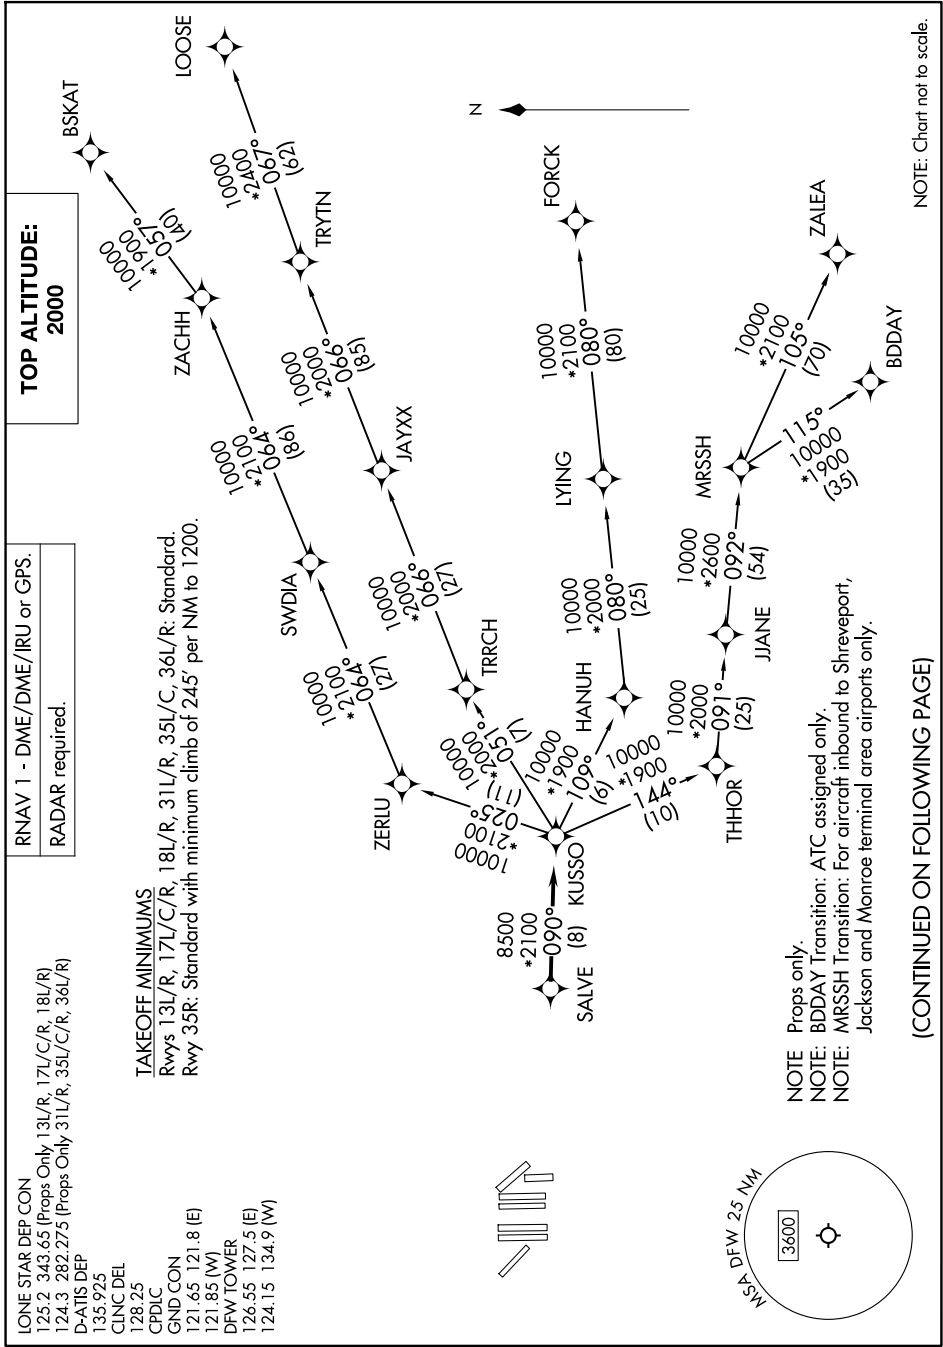 LONE STAR DEP CON
125.2 343.65 (Props Only 13L/R, 17L/C/R, 18L/R)
124.3 282.275 (Props Only 31L/R, 35L/C/R, 36L/R)
D-ATIS DEP
135.925
CLNC DEL
128.25
CPDLC
GND CON
121.65 121.8 (E)
121.85 (W)
DFW TOWER
126.55 127.5 (E)
124.15 134.9 (W)
RNAV 1 - DME/DME/IRU or GPS.
RADAR required.
TOP ALTITUDE:
2000
TAKEOFF MINIMUMS
Rwys 13L/R, 17L/C/R, 18L/R, 31L/R, 35L/C, 36L/R: Standard.
Rwy 35R: Standard with minimum climb of 245' per NM to 1200.
BSKAT
10000
*1900
057°
(40)
ZACHH
10000
*2100
064°
(86)
SWDIA
10000
*2100
064°
(27)
ZERLU
10000
*2100
025°
(11)
LOOSE
10000
*2400
067°
(62)
TRYTN
10000
*2000
066°
(85)
JAYXX
10000
*2000
066°
(27)
TRRCH
10000
*2000
051°
(7)
N
FORCK
10000
*2100
080°
(80)
LYING
10000
*2000
080°
(25)
HANUH
10000
*1900
109°
(6)
SALVE
8500
*2100
090°
(8)
KUSSO
10000
*1900
144°
(10)
THHOR
10000
*2000
091°
(25)
JJANE
10000
*2600
092°
(54)
MRSSH
10000
*2100
105°
(70)
ZALEA
115°
10000
*1900
(35)
BDDAY
MSA DFW 25 NM
3600
NOTE Props only.
NOTE: BDDAY Transition: ATC assigned only.
NOTE: MRSSH Transition: For aircraft inbound to Shreveport,
Jackson and Monroe terminal area airports only.
NOTE: Chart not to scale.
(CONTINUED ON FOLLOWING PAGE)